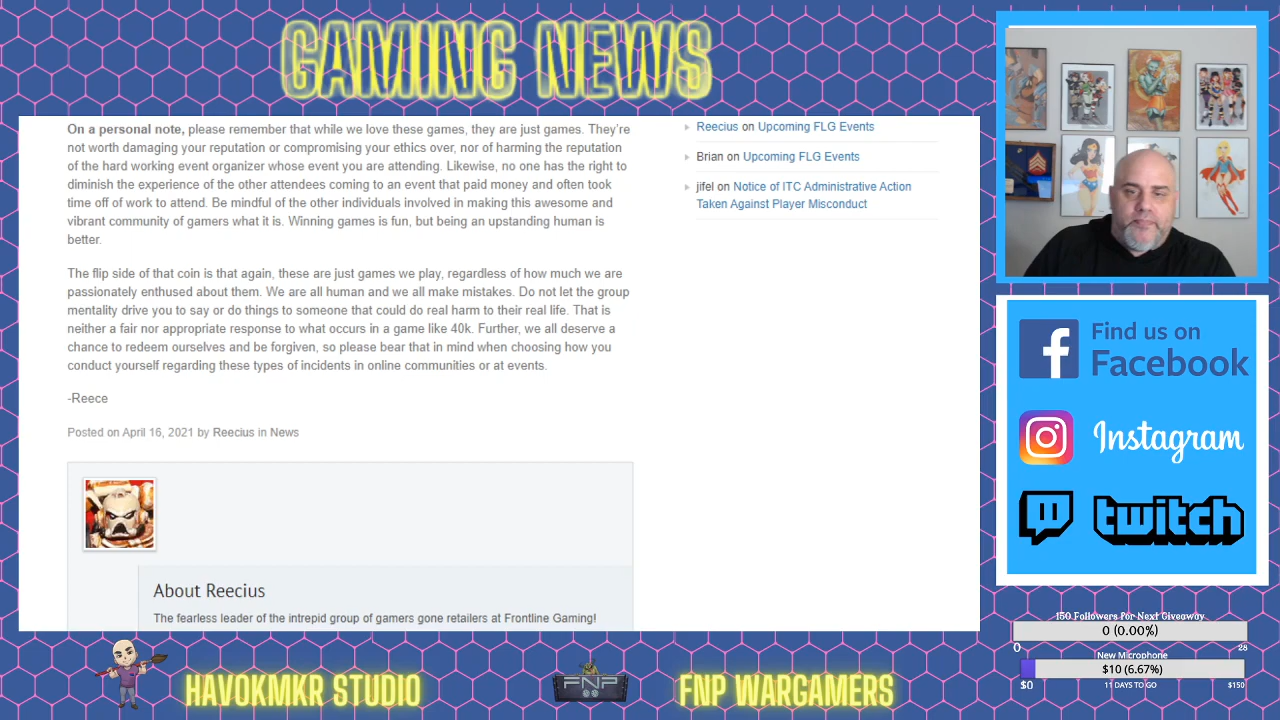 GAMING NEWS
On a personal note, please remember that while we love these games, they are just games. They're
not worth damaging your reputation or compromising your ethics over, nor of harming the reputation
of the hard working event organizer whose event you are attending. Likewise, no one has the right to
diminish the experience of the other attendees coming to an event that paid money and often took
time off of work to attend. Be mindful of the other individuals involved in making this awesome and
vibrant community of gamers what it is. Winning games is fun, but being an upstanding human is
better.
The flip side of that coin is that again, these are just games we play, regardless of how much we are
passionately enthused about them. We are all human and we all make mistakes. Do not let the group
mentality drive you to say or do things to someone that could do real harm to their real life. That is
neither a fair nor appropriate response to what occurs in a game like 40k. Further, we all deserve a
chance to redeem ourselves and be forgiven, so please bear that in mind when choosing how you
conduct yourself regarding these types of incidents in online communities or at events.
-Reece
Posted on April 16, 2021 by Reecius in News
About Reecius
The fearless leader of the intrepid group of gamers gone retailers at Frontline Gaming!
Reecius on Upcoming FLG Events
Brian on Upcoming FLG Events
jifel on Notice of ITC Administrative Action
Taken Against Player Misconduct
Find us on
Facebook
Instagram
twitch
150 Followers For Next Giveaway
0 (0.00%)
0 28
New Microphone
$10 (6.67%)
$0 11 DAYS TO GO $150
HAVOKMKR STUDIO
FNP
FNP WARGAMERS